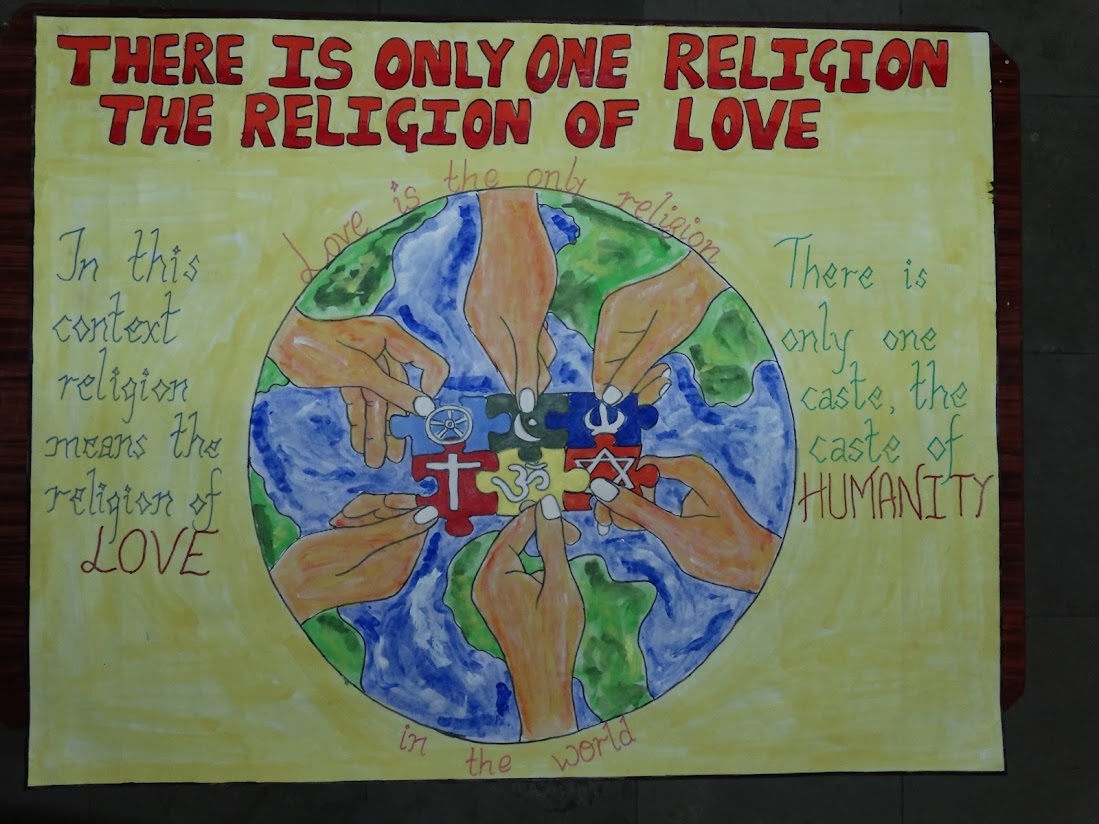 THERE IS ONLY ONE RELIGION
THE RELIGION OF LOVE
Love is the only religion
In this
context
religion
means the
religion of
LOVE
There is
only one
caste, the
caste of
HUMANITY
ॐ
in the world